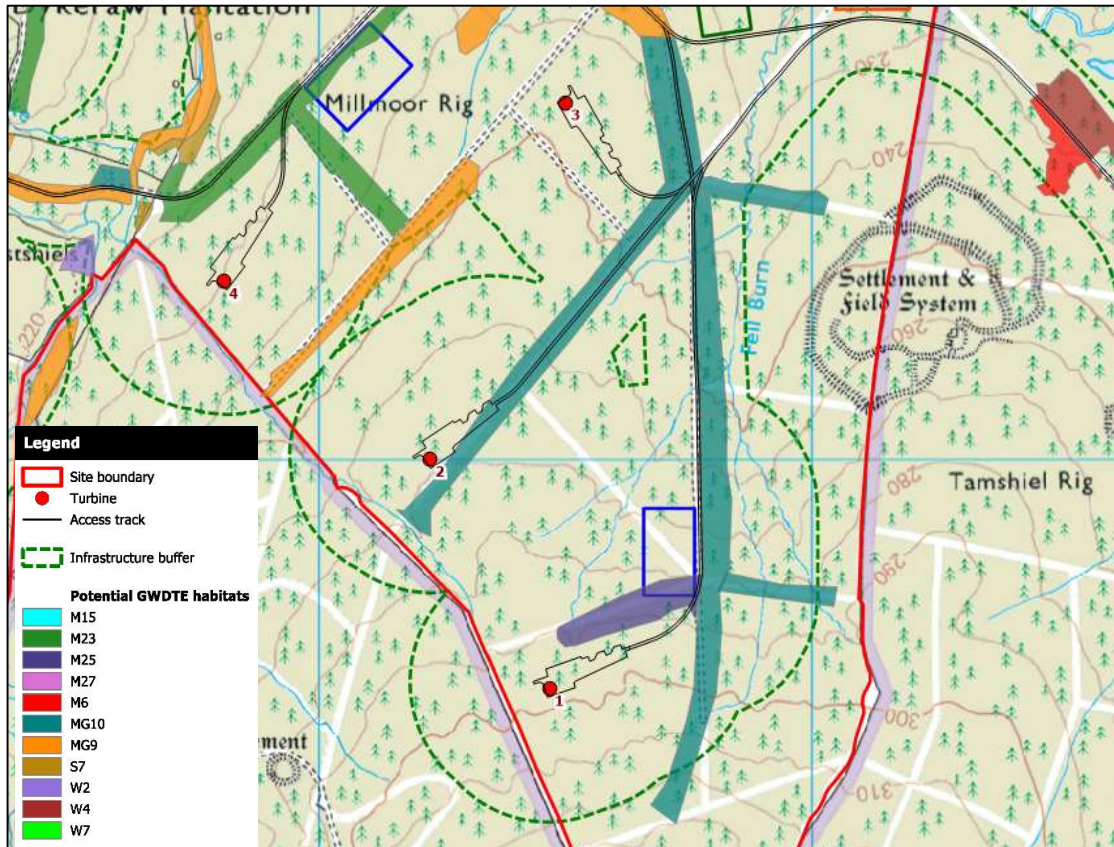 Millmoor Rig
3
230
240
4
220
Fell Burn
Settlement &
Field System
260
2
280
Tamshiel Rig
290
1
300
310
Legend
Site boundary
Turbine
Access track
Infrastructure buffer
Potential GWDTE habitats
M15
M23
M25
M27
M6
MG10
MG9
S7
W2
W4
W7